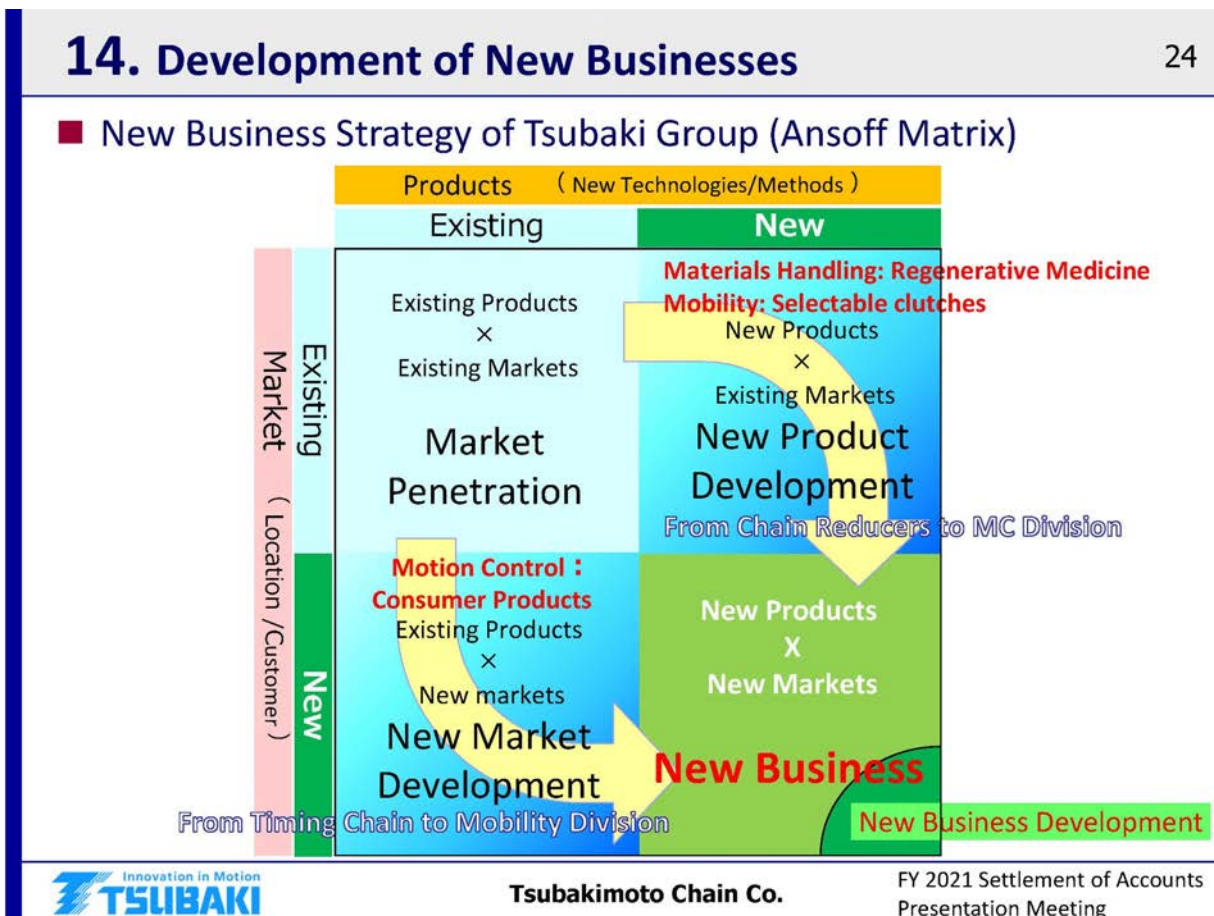 14. Development of New Businesses
24
■ New Business Strategy of Tsubaki Group (Ansoff Matrix)
Products ( New Technologies/Methods )
Existing
New
Market ( Location /Customer )
Existing
New
Existing Products
×
Existing Markets
Market
Penetration
Materials Handling: Regenerative Medicine
Mobility: Selectable clutches
New Products
×
Existing Markets
New Product
Development
From Chain Reducers to MC Division
Motion Control：
Consumer Products
Existing Products
×
New markets
New Market
Development
From Timing Chain to Mobility Division
New Products
X
New Markets
New Business
New Business Development
Innovation in Motion
TSUBAKI
Tsubakimoto Chain Co.
FY 2021 Settlement of Accounts
Presentation Meeting